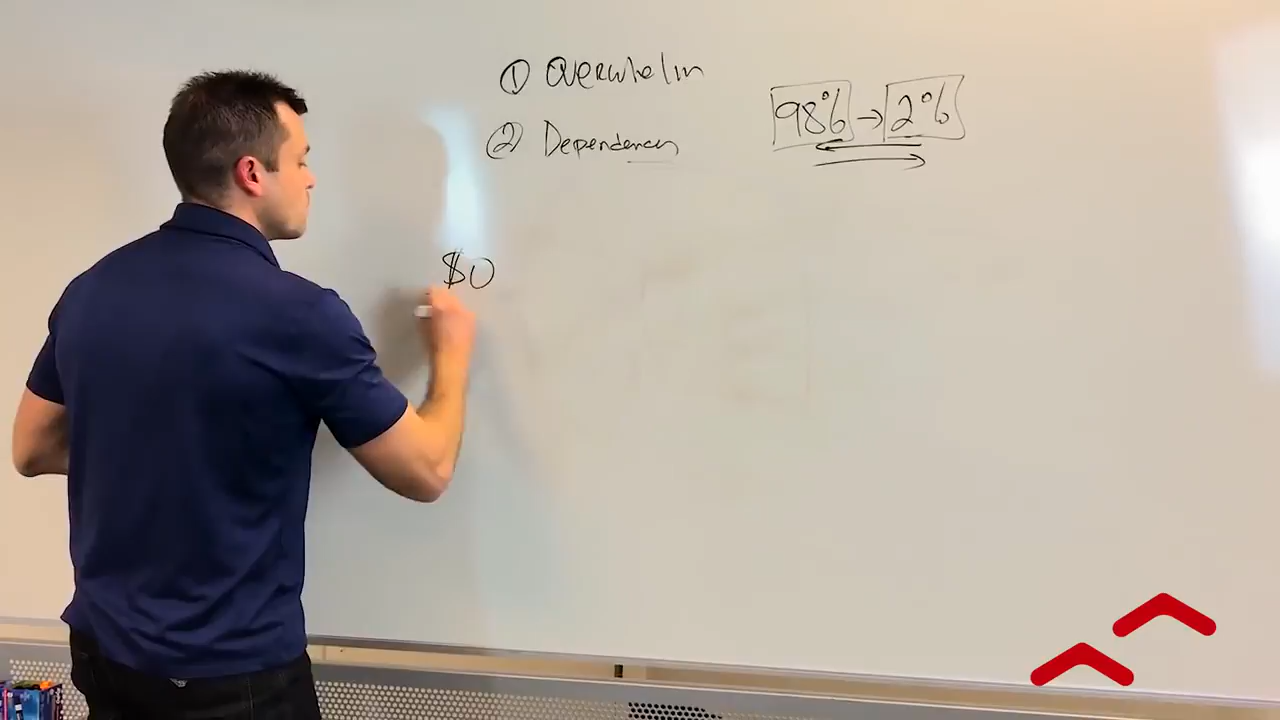 ① Overwhelm
② Dependency
98% → 2%
$0